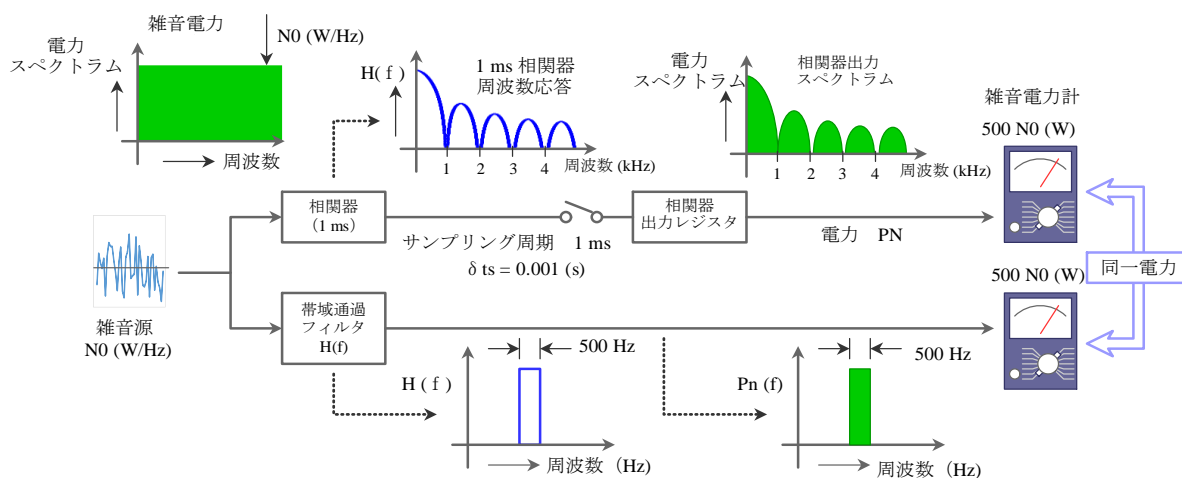 雑音電力
N0 (W/Hz)
電力
スペクトラム
周波数
H( f )
1 ms 相関器
周波数応答
1
2
3
4
周波数 (kHz)
電力
スペクトラム
相関器出力
スペクトラム
1
2
3
4
周波数 (kHz)
雑音電力計
500 N0 (W)
相関器
（1 ms）
サンプリング周期 1 ms
δ ts = 0.001 (s)
相関器
出力レジスタ
電力 PN
雑音源
N0 (W/Hz)
帯域通過
フィルタ
H(f)
500 N0 (W)
同一電力
500 Hz
H ( f )
周波数（Hz)
500 Hz
Pn (f)
周波数（Hz)